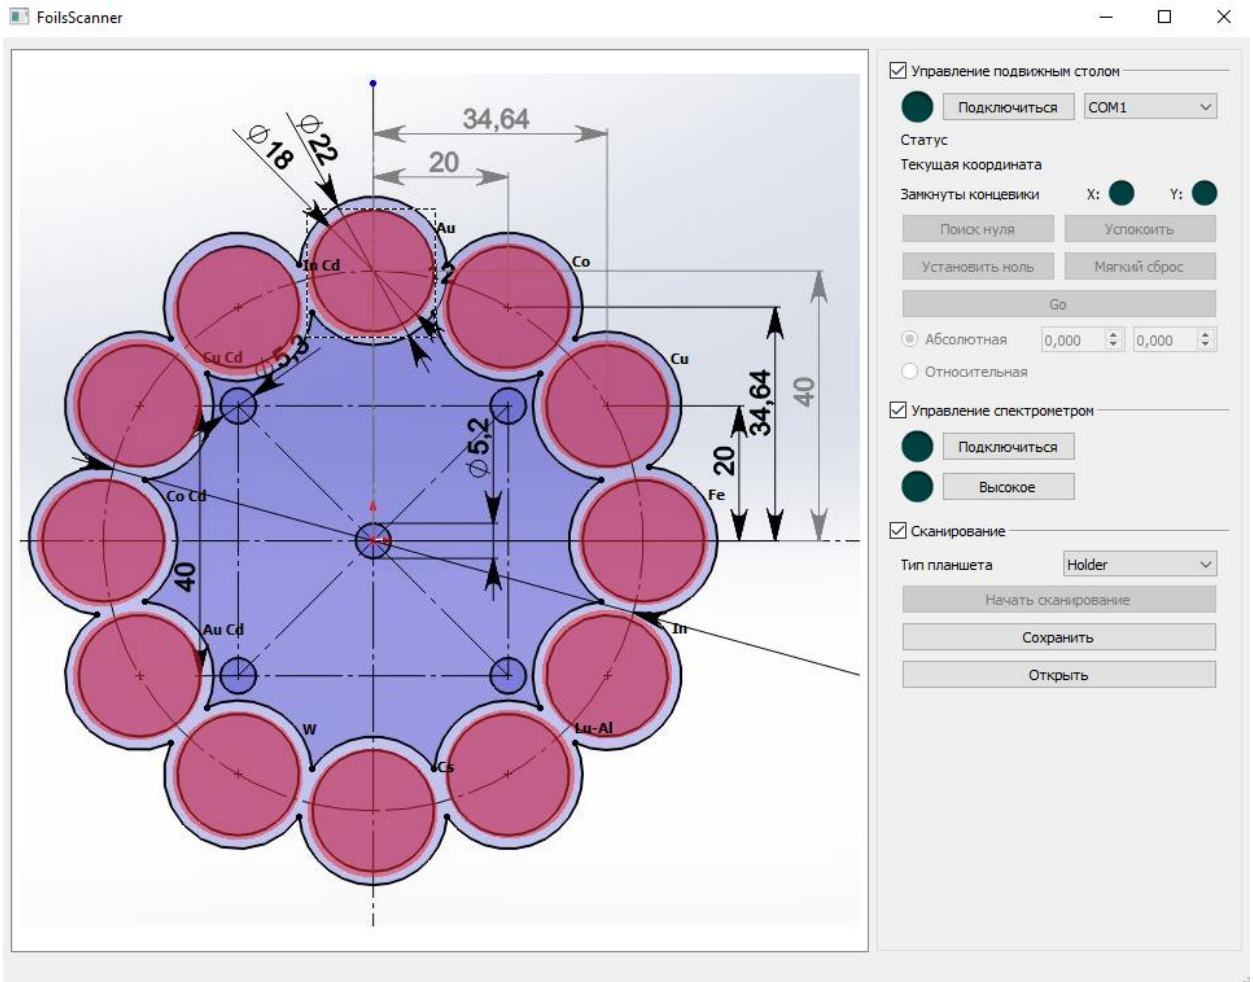 FoilsScanner
34,64
20
Ø22
Ø18
Au
Co
In Cd
Cu
Cu Cd
Ø5,3
Ø5,2
34,64
40
20
Co Cd
Fe
40
Au Cd
In
W
Lu-Al
Cs
Управление подвижным столом
Подключиться COM1
Статус
Текущая координата
Замкнуты концевики X: Y:
Поиск нуля Успокоить
Установить ноль Мягкий сброс
Go
Абсолютная 0,000 0,000
Относительная
Управление спектрометром
Подключиться
Высокое
Сканирование
Тип планшета Holder
Начать сканирование
Сохранить
Открыть